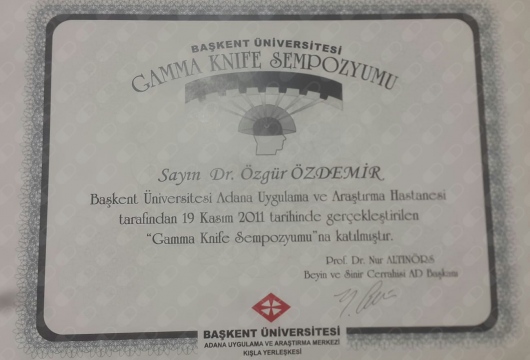 BAŞKENT ÜNİVERSİTESİ
GAMMA KNIFE SEMPOZYUMU
Sayın Dr. Özgür ÖZDEMİR
Başkent Üniversitesi Adana Uygulama ve Araştırma Hastanesi
tarafından 19 Kasım 2011 tarihinde gerçekleştirilen
“Gamma Knife Sempozyumu”na katılmıştır.
Prof. Dr. Nur ALTINÖRS
Beyin ve Sinir Cerrahisi AD Başkanı
BAŞKENT ÜNİVERSİTESİ
ADANA UYGULAMA VE ARAŞTIRMA MERKEZİ
KIŞLA YERLEŞKESİ